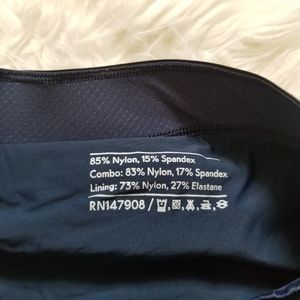 85% Nylon, 15% Spandex
Combo: 83% Nylon, 17% Spandex
Lining: 73% Nylon, 27% Elastane
RN147908 /